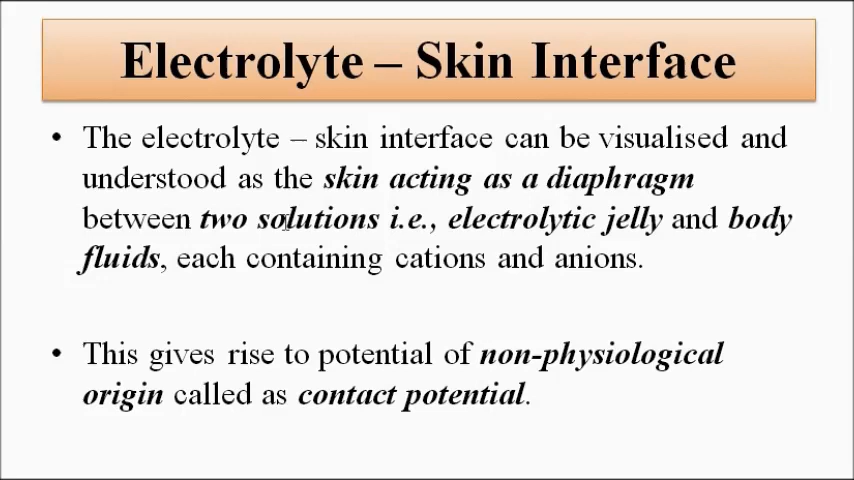 Electrolyte – Skin Interface
• The electrolyte – skin interface can be visualised and
understood as the skin acting as a diaphragm
between two solutions i.e., electrolytic jelly and body
fluids, each containing cations and anions.
• This gives rise to potential of non-physiological
origin called as contact potential.